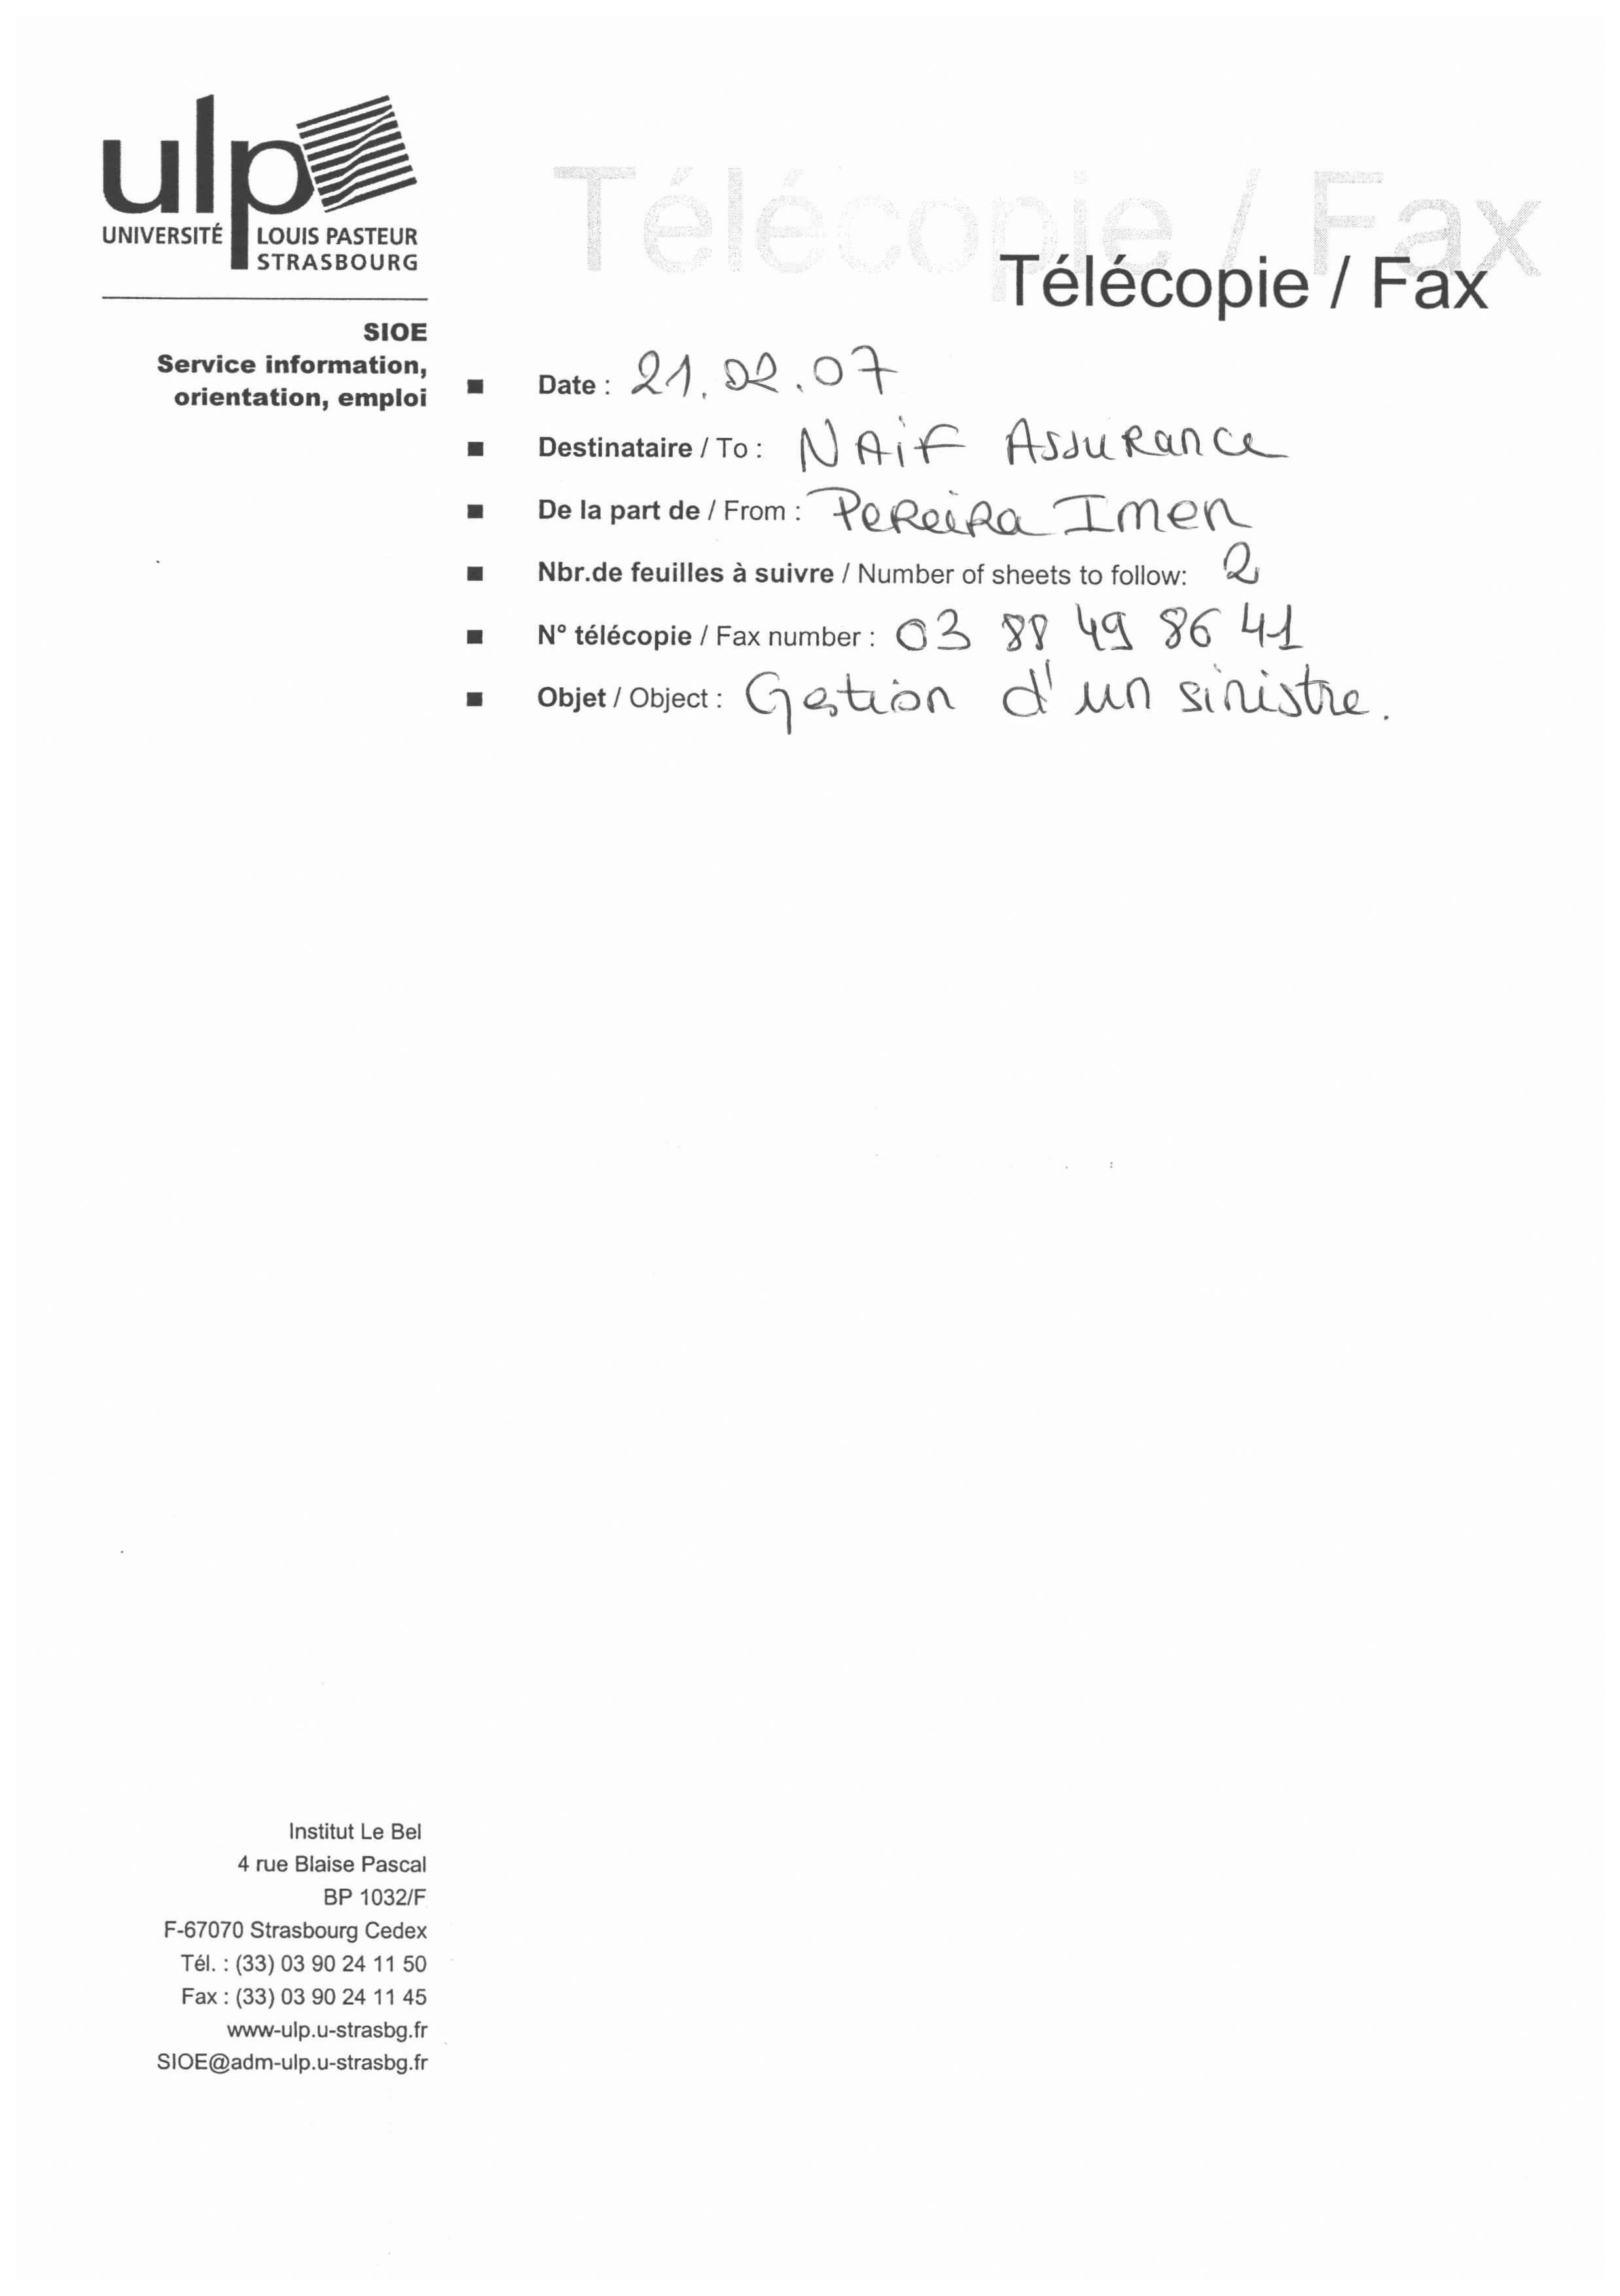 ulp
UNIVERSITÉ LOUIS PASTEUR
STRASBOURG
Télécopie / Fax
Télécopie / Fax
SIOE
Service information,
orientation, emploi
Date : 21.02.07
Destinataire / To : NAiF Assurance
De la part de / From : Pereira Imen
Nbr.de feuilles à suivre / Number of sheets to follow: 2
N° télécopie / Fax number : 03 88 49 86 41
Objet / Object : Gestion d'un sinistre.
Institut Le Bel
4 rue Blaise Pascal
BP 1032/F
F-67070 Strasbourg Cedex
Tél. : (33) 03 90 24 11 50
Fax : (33) 03 90 24 11 45
www-ulp.u-strasbg.fr
SIOE@adm-ulp.u-strasbg.fr